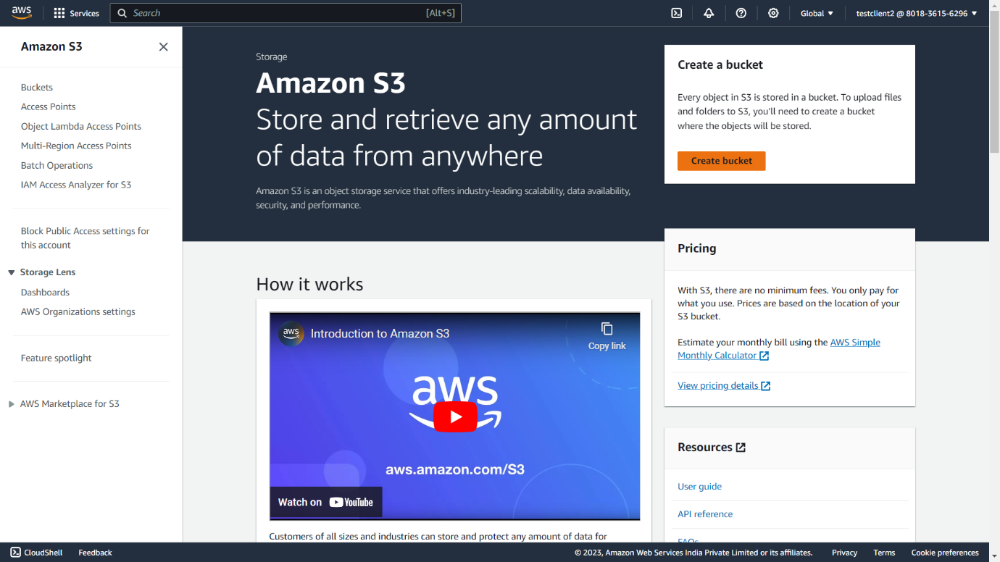 aws
Services
Search
[Alt+S]
Global ▼
testclient2 @ 8018-3615-6296 ▼
Amazon S3
Buckets
Access Points
Object Lambda Access Points
Multi-Region Access Points
Batch Operations
IAM Access Analyzer for S3
Block Public Access settings for
this account
Storage Lens
Dashboards
AWS Organizations settings
Feature spotlight
AWS Marketplace for S3
Storage
Amazon S3
Store and retrieve any amount
of data from anywhere
Amazon S3 is an object storage service that offers industry-leading scalability, data availability,
security, and performance.
How it works
aws
Introduction to Amazon S3
Copy link
aws
aws.amazon.com/S3
Watch on YouTube
Customers of all sizes and industries can store and protect any amount of data for
Create a bucket
Every object in S3 is stored in a bucket. To upload files
and folders to S3, you'll need to create a bucket
where the objects will be stored.
Create bucket
Pricing
With S3, there are no minimum fees. You only pay for
what you use. Prices are based on the location of your
S3 bucket.
Estimate your monthly bill using the AWS Simple
Monthly Calculator
View pricing details
Resources
User guide
API reference
FAQs
CloudShell
Feedback
© 2023, Amazon Web Services India Private Limited or its affiliates.
Privacy
Terms
Cookie preferences